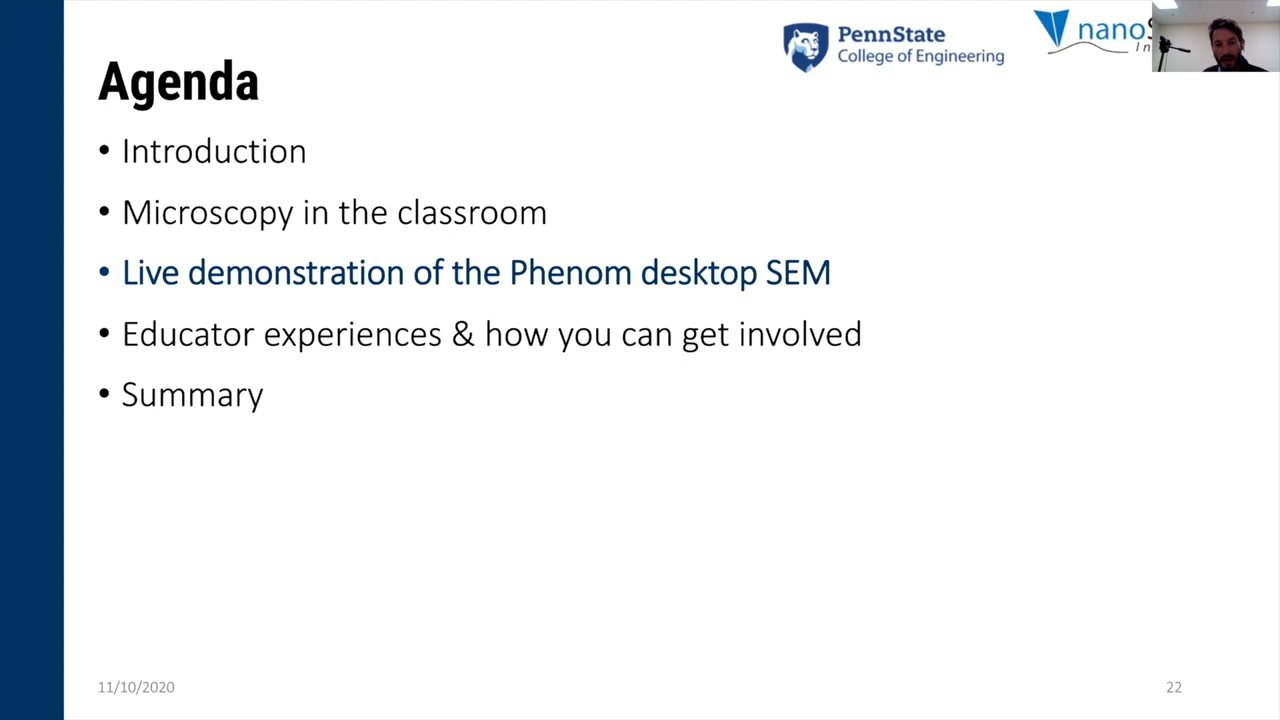 PennState
College of Engineering
nano
In
Agenda
• Introduction
• Microscopy in the classroom
• Live demonstration of the Phenom desktop SEM
• Educator experiences & how you can get involved
• Summary
11/10/2020
22